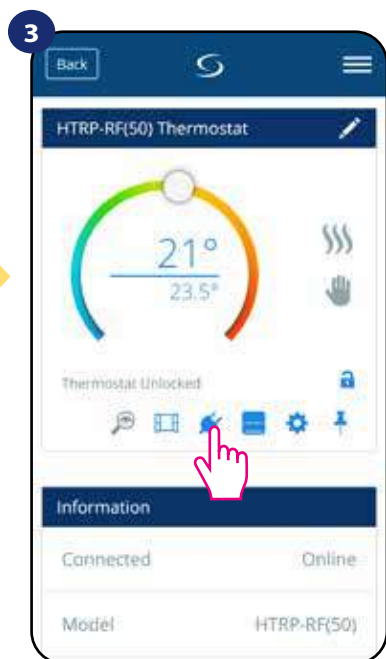 3
Back
HTRP-RF(50) Thermostat
21°
23.5°
Thermostat Unlocked
Information
Connected Online
Model HTRP-RF(50)